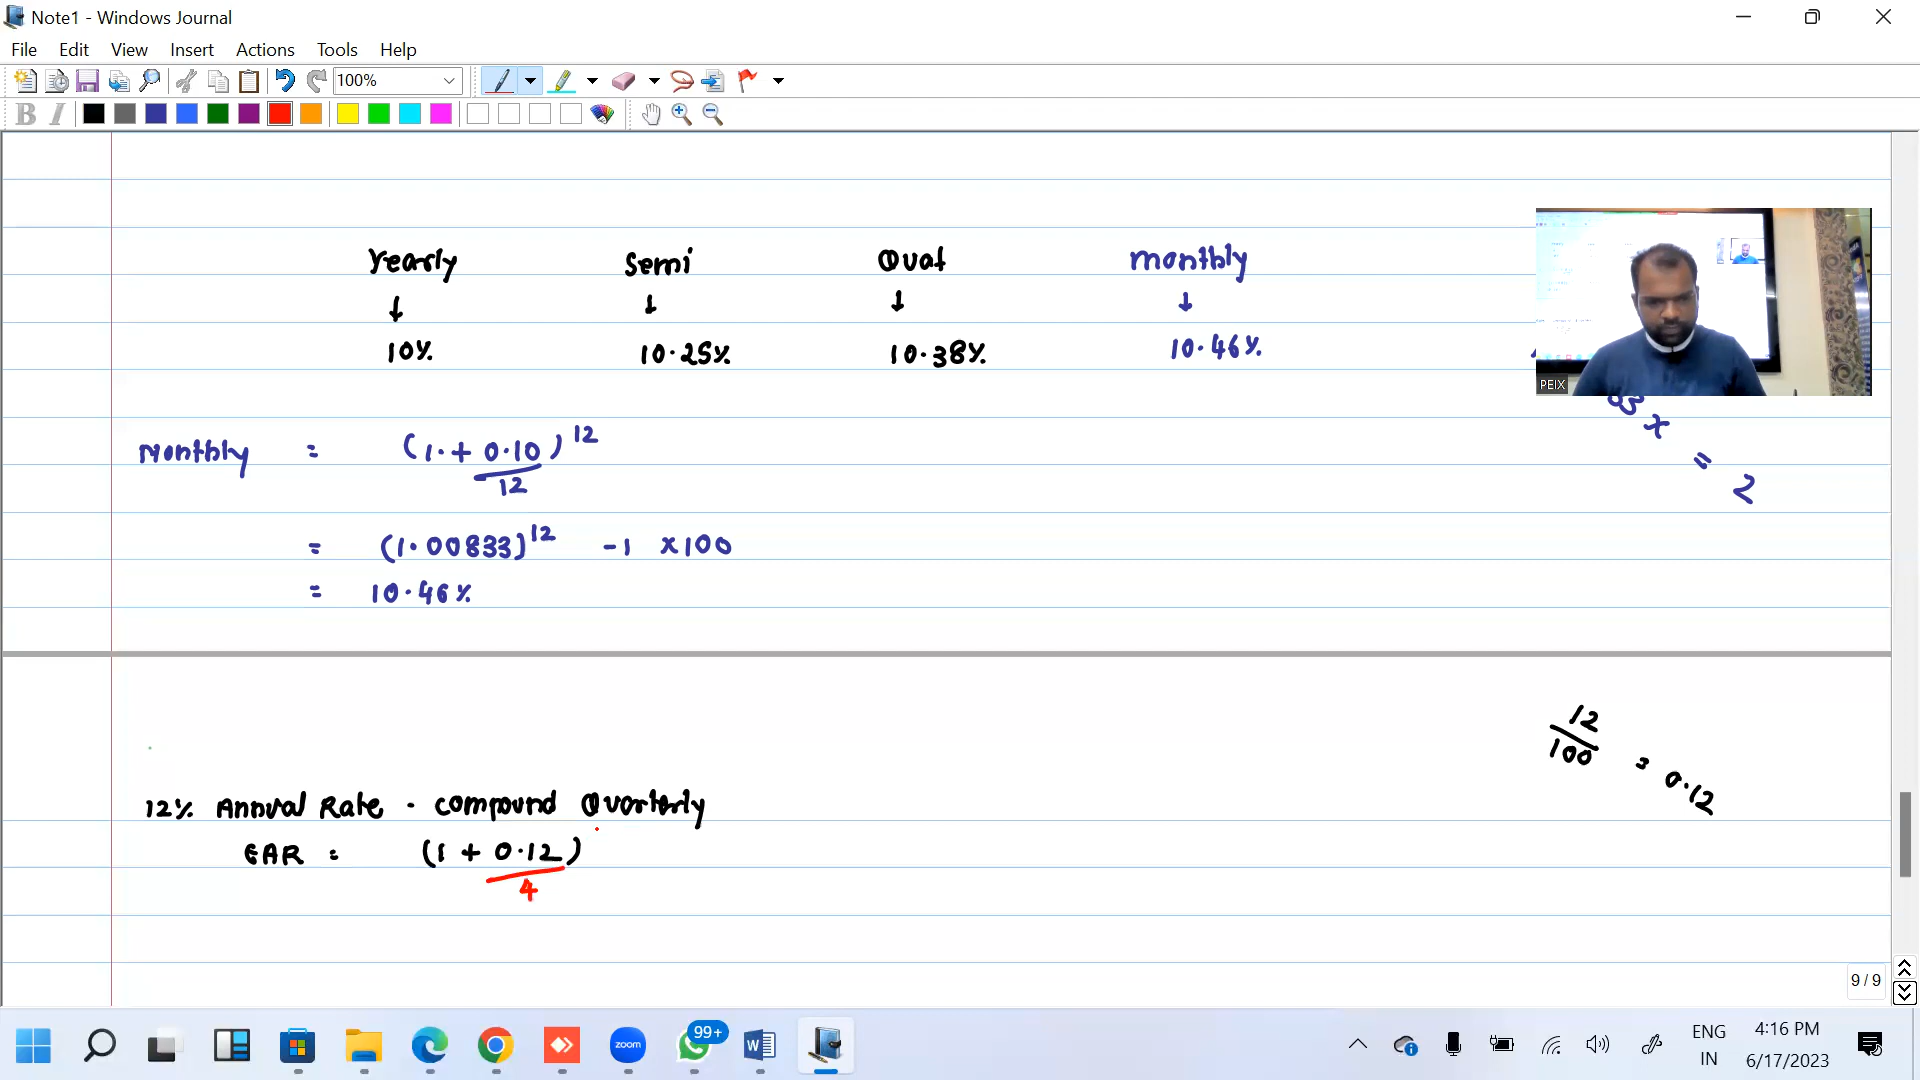 Note1 - Windows Journal
File Edit View Insert Actions Tools Help
100%
B I
Yearly Semi Quat monthly
↓ ↓ ↓ ↓
10% 10.25% 10.38% 10.46%
PEIX
03 x = 2
Monthly = (1.+ 0.10)^12
12
= (1.00833)^12 -1 x100
= 10.46%
12
100 = 0.12
12% Annual Rate - compound Quarterly
EAR = (1 + 0.12)
4
9 / 9
99+
zoom
ENG
IN
4:16 PM
6/17/2023